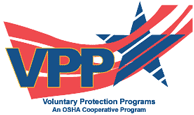 VPP
Voluntary Protection Programs
An OSHA Cooperative Program